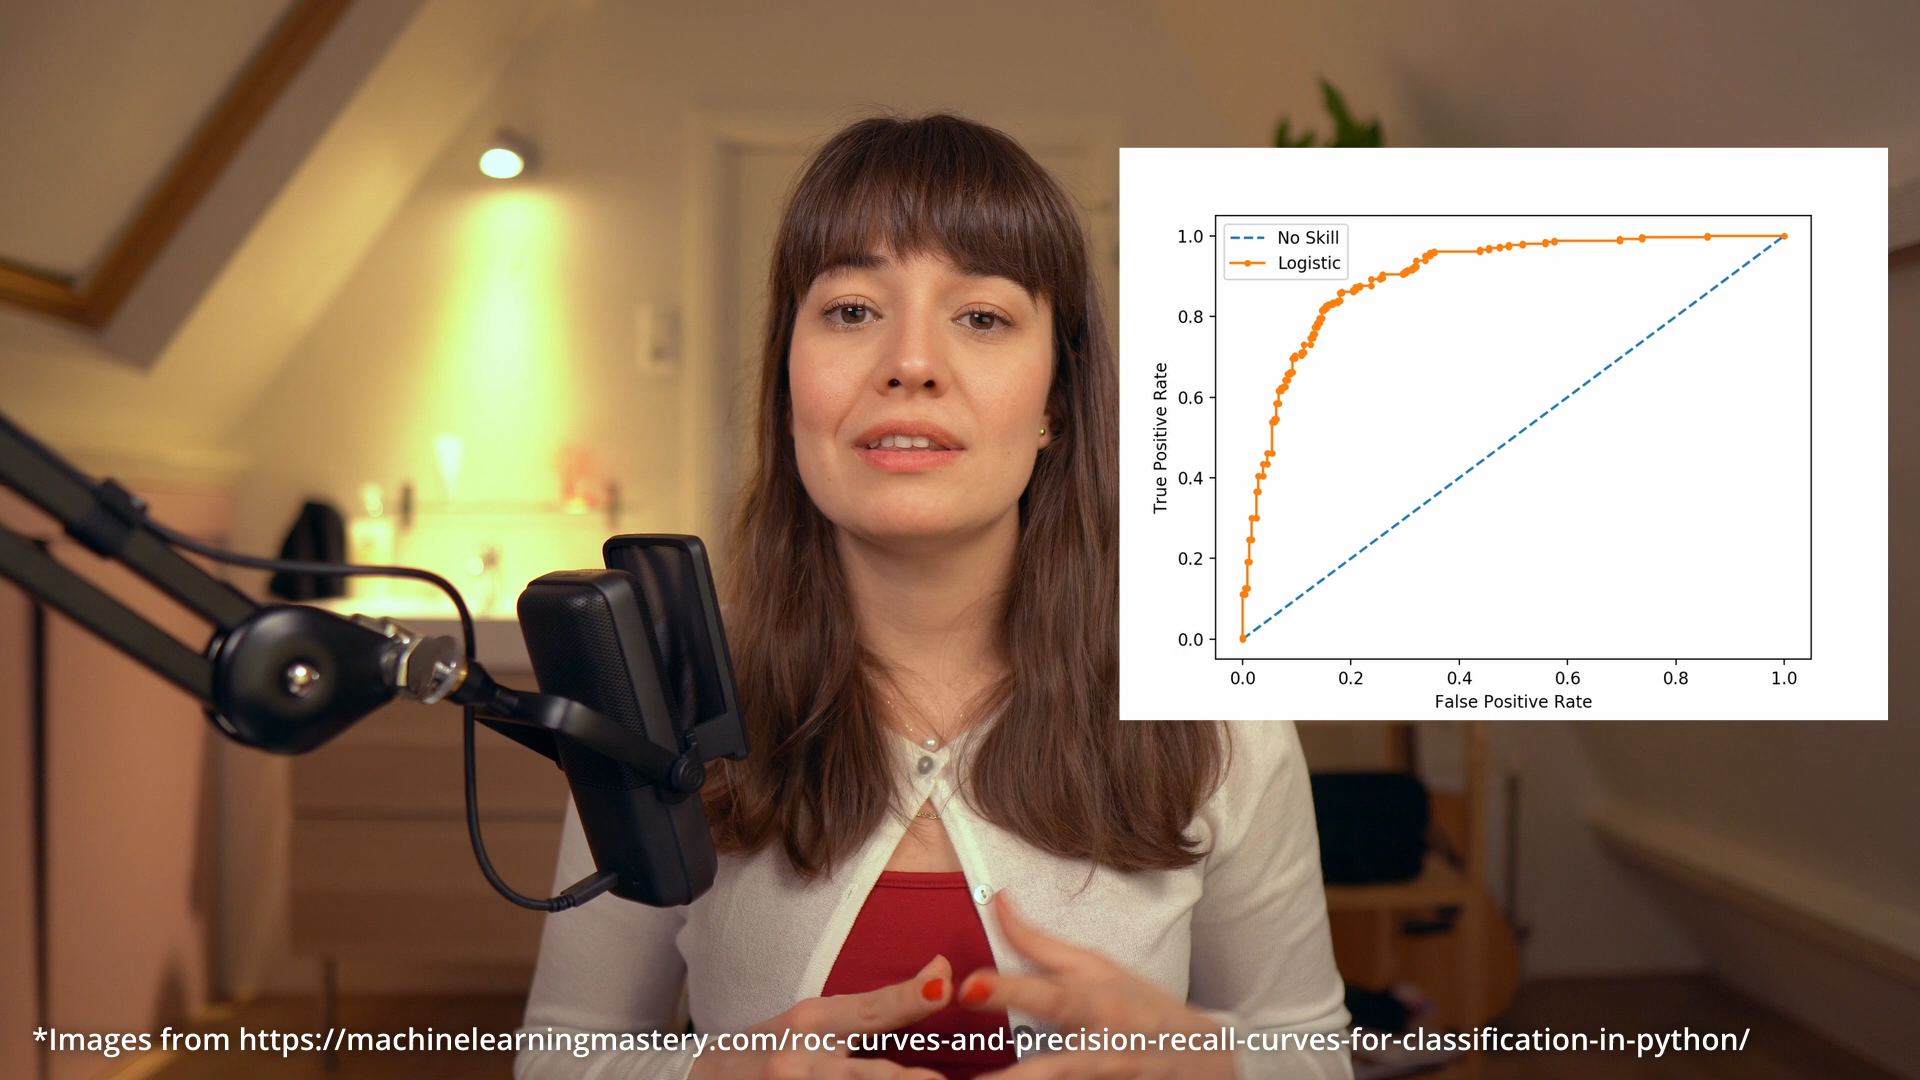 No Skill
Logistic
1.0
0.8
0.6
0.4
0.2
0.0
True Positive Rate
0.0 0.2 0.4 0.6 0.8 1.0
False Positive Rate
*Images from https://machinelearningmastery.com/roc-curves-and-precision-recall-curves-for-classification-in-python/